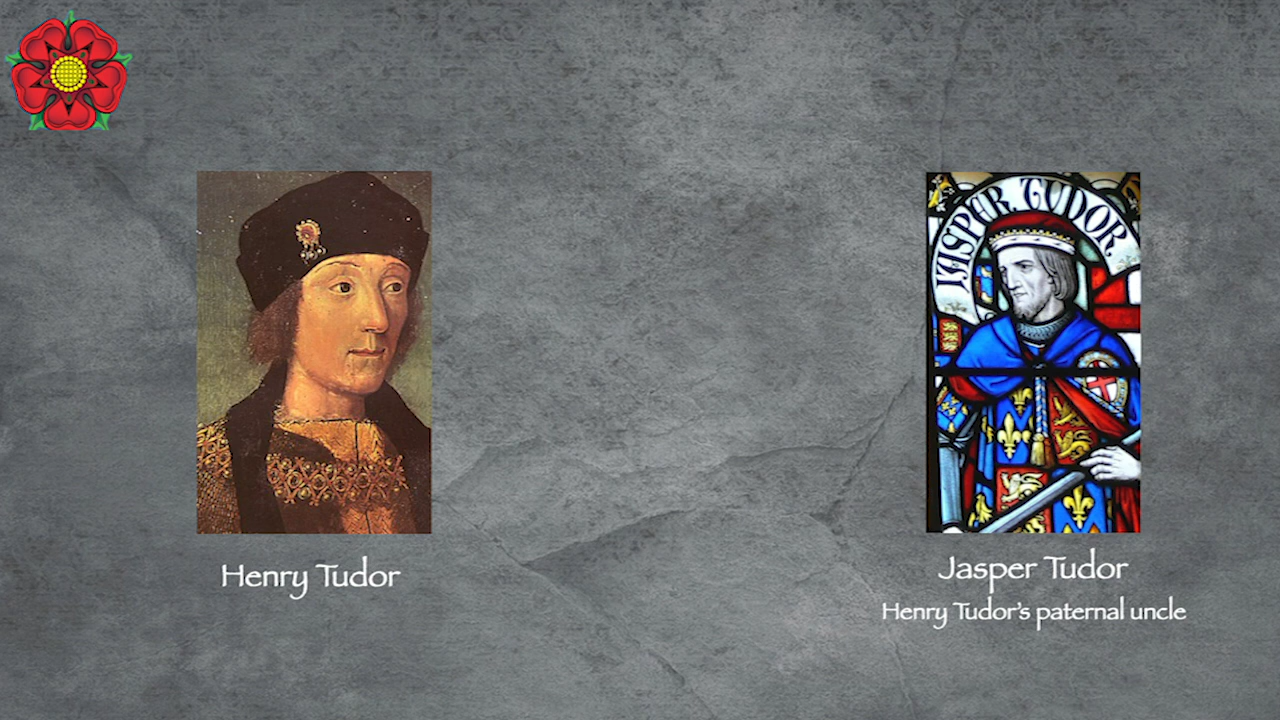 JASPER TUDOR
Henry Tudor
Jasper Tudor
Henry Tudor's paternal uncle